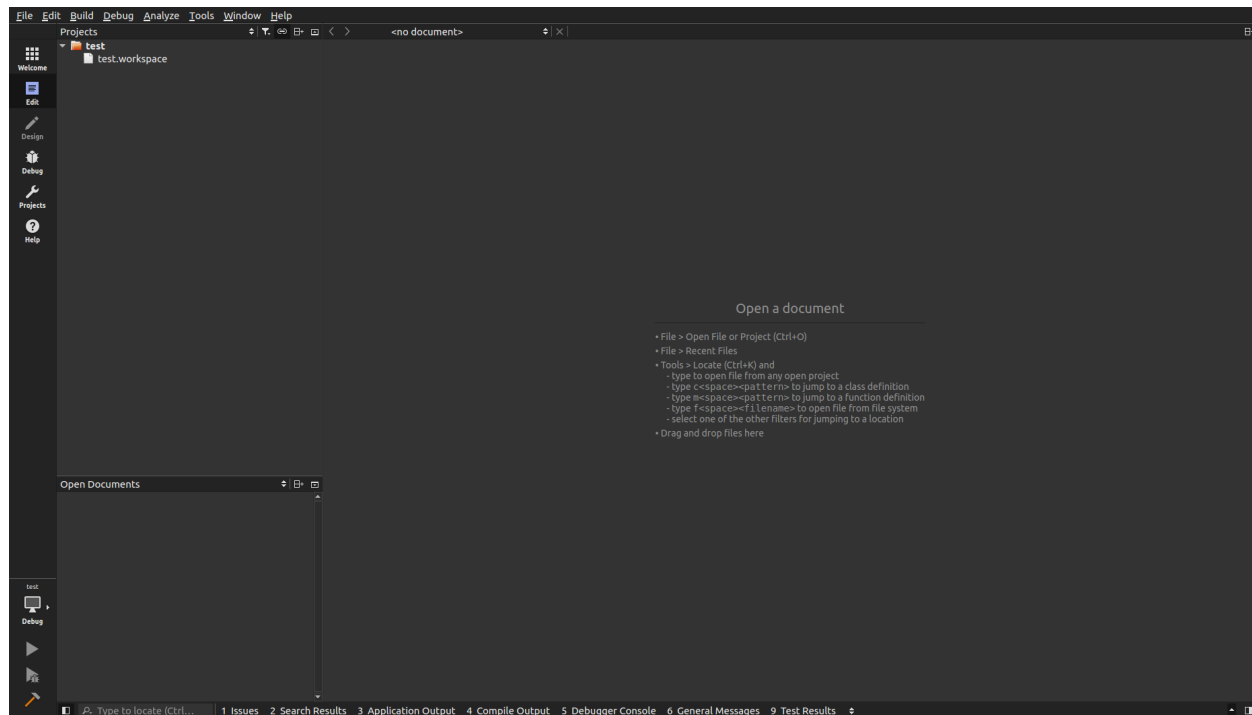 File Edit Build Debug Analyze Tools Window Help
Projects
<no document>
test
test.workspace
Welcome
Edit
Design
Debug
Projects
Help
Open a document
• File > Open File or Project (Ctrl+O)
• File > Recent Files
• Tools > Locate (Ctrl+K) and
- type to open file from any open project
- type c<space><pattern> to jump to a class definition
- type m<space><pattern> to jump to a function definition
- type f<space><filename> to open file from file system
- select one of the other filters for jumping to a location
• Drag and drop files here
Open Documents
test
Debug
Type to locate (Ctrl... 1 Issues 2 Search Results 3 Application Output 4 Compile Output 5 Debugger Console 6 General Messages 9 Test Results